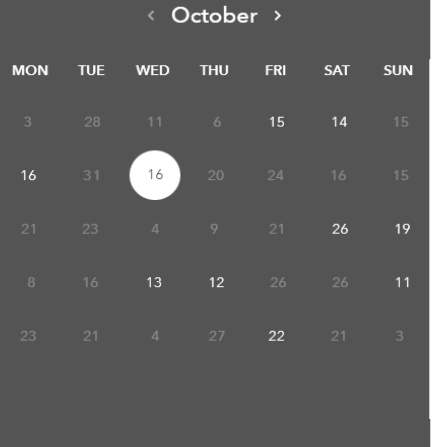 ‹ October ›
MON TUE WED THU FRI SAT SUN
3 28 11 6 15 14 15
16 31 16 20 24 16 15
21 23 4 9 21 26 19
8 16 13 12 26 26 11
23 21 4 27 22 21 3